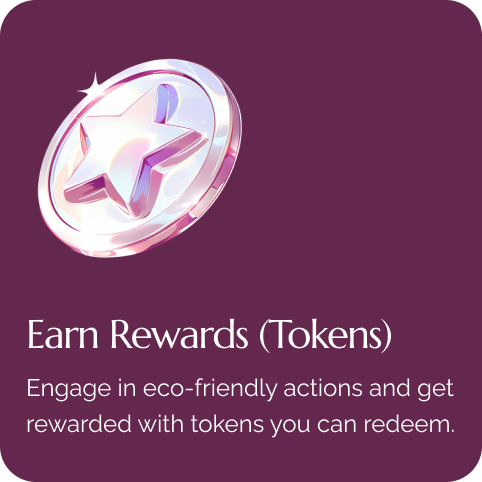 Earn Rewards (Tokens)
Engage in eco-friendly actions and get
rewarded with tokens you can redeem.